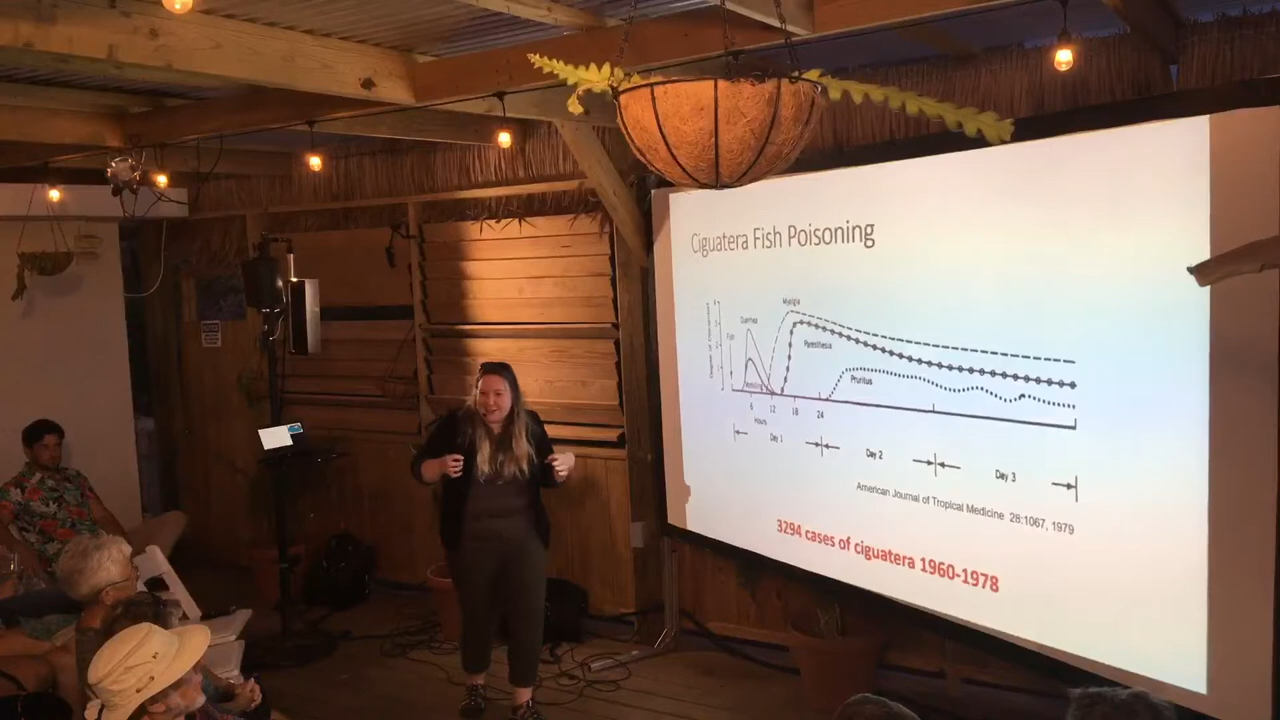 Ciguatera Fish Poisoning
Myalgia
Diarrhea
Fish
Paresthesia
Pruritus
6 12 18 24
Hours
Day 1
Day 2
Day 3
American Journal of Tropical Medicine 28:1067, 1979
3294 cases of ciguatera 1960-1978